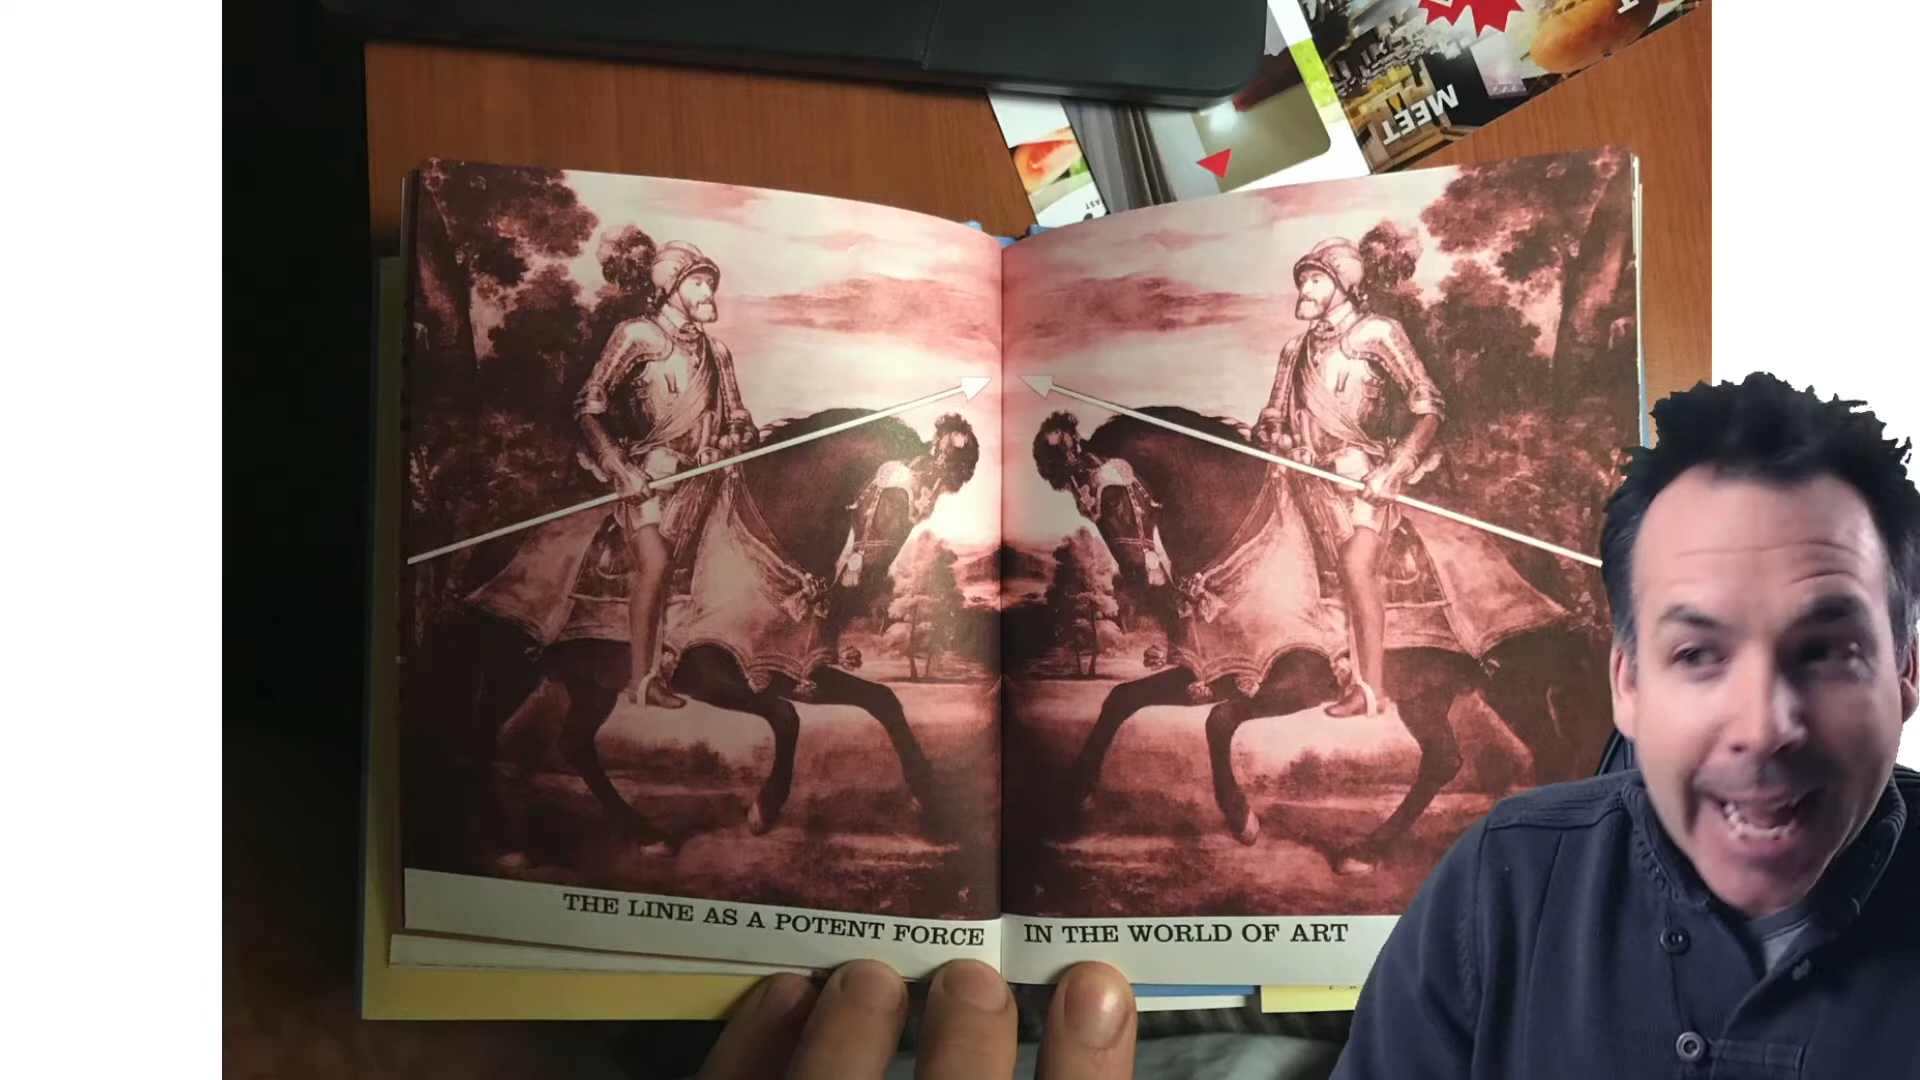 MEET
THE LINE AS A POTENT FORCE IN THE WORLD OF ART